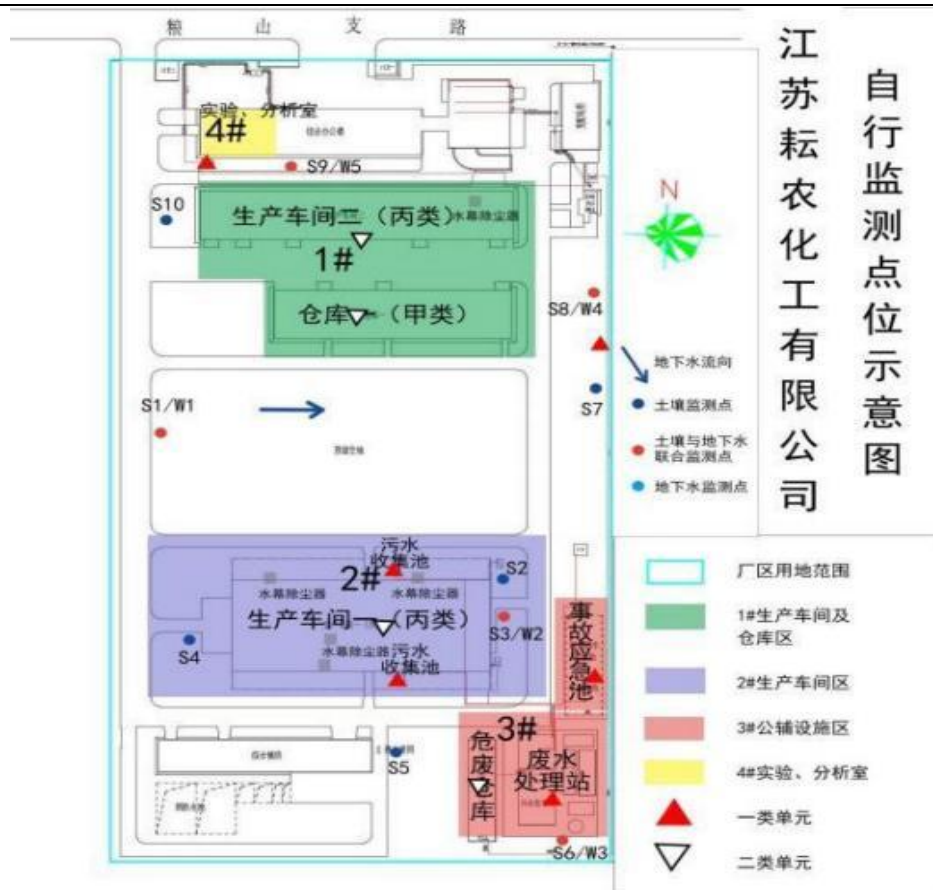 粮山支路
江苏耘农化工有限公司
自行监测点位示意图
实验、分析室
4#
S9/W5
S10
生产车间二（丙类）
水幕除尘器
1#
仓库一（甲类）
N
S8/W4
地下水流向
S7
土壤监测点
S1/W1
土壤与地下水
联合监测点
地下水监测点
污水
收集池
2#
S2
水幕除尘器
水幕除尘器
生产车间一（丙类）
S3/W2
S4
水幕除尘器
污水
收集池
事故应急池
3#
危废仓库
废水
处理站
S5
S6/W3
厂区用地范围
1#生产车间及
仓库区
2#生产车间区
3#公辅设施区
4#实验、分析室
一类单元
二类单元